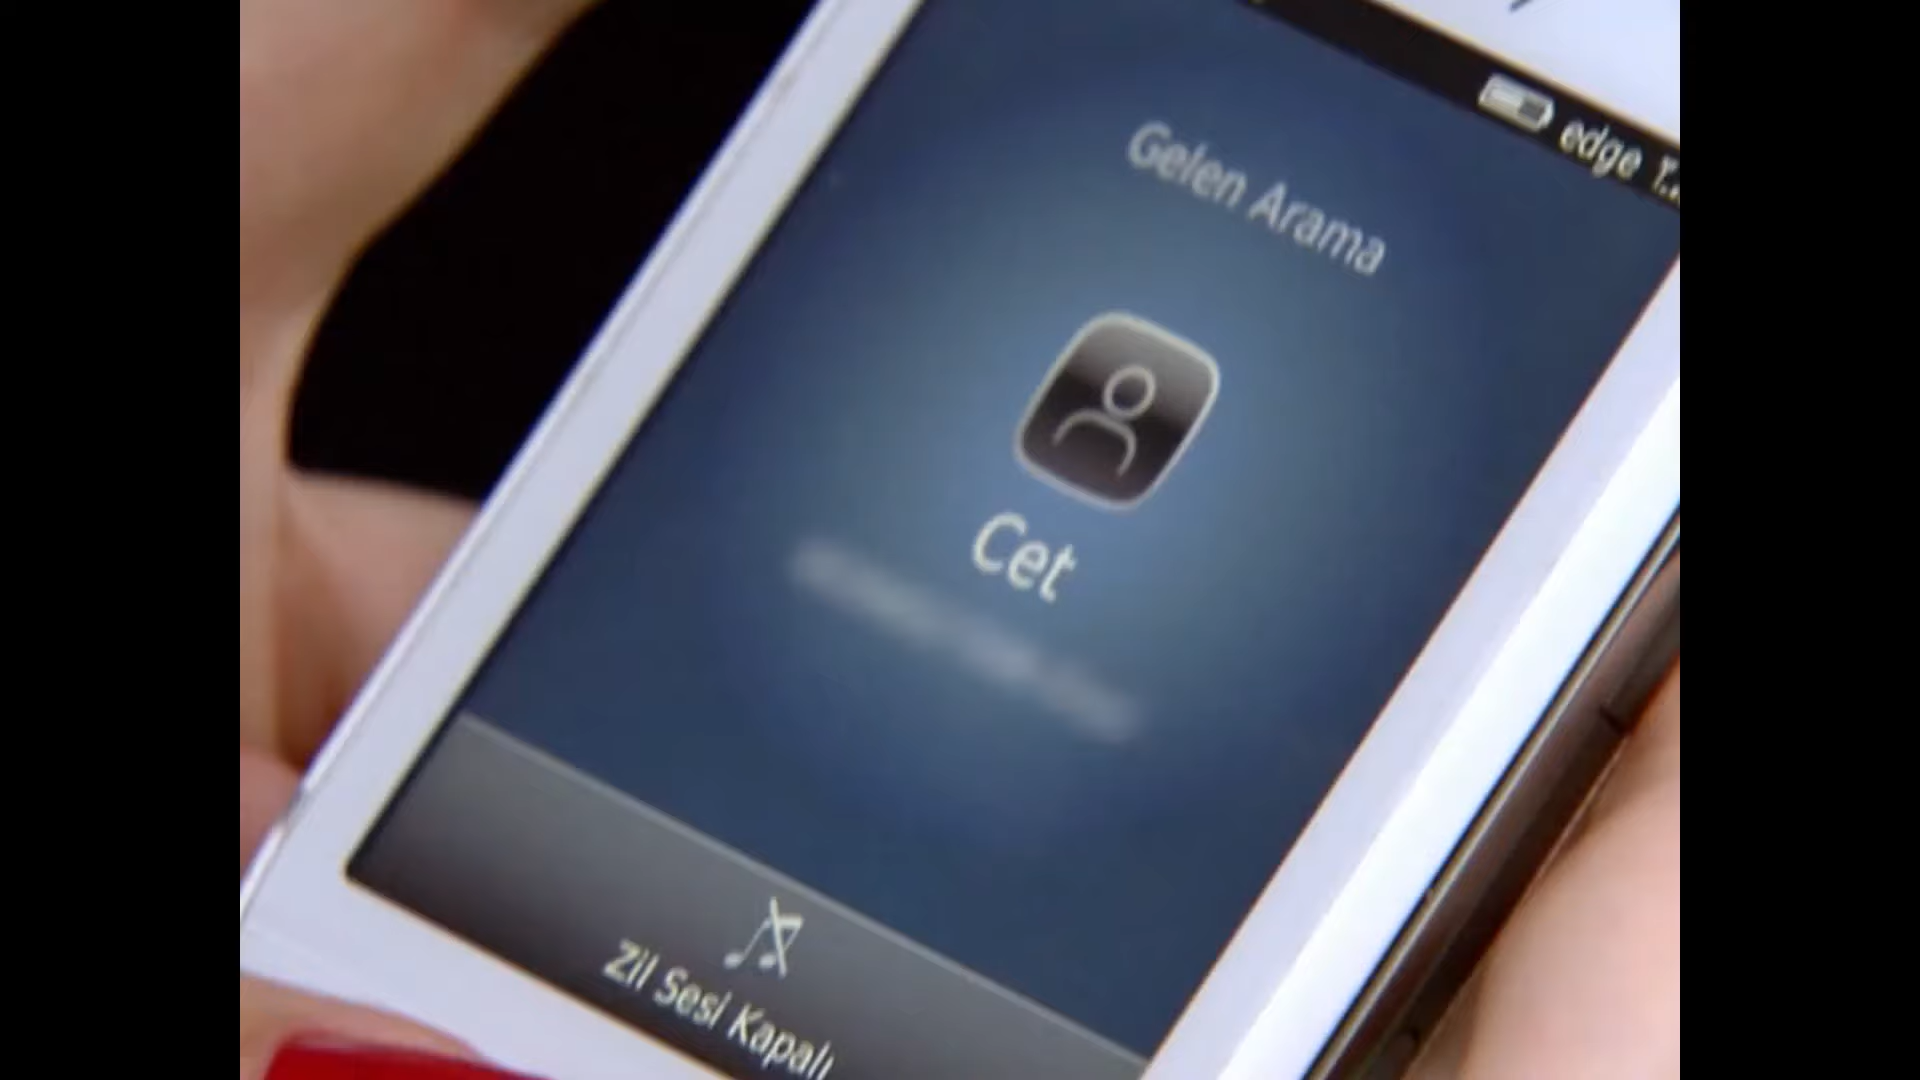 edge
Gelen Arama
Cet
Zil Sesi Kapalı